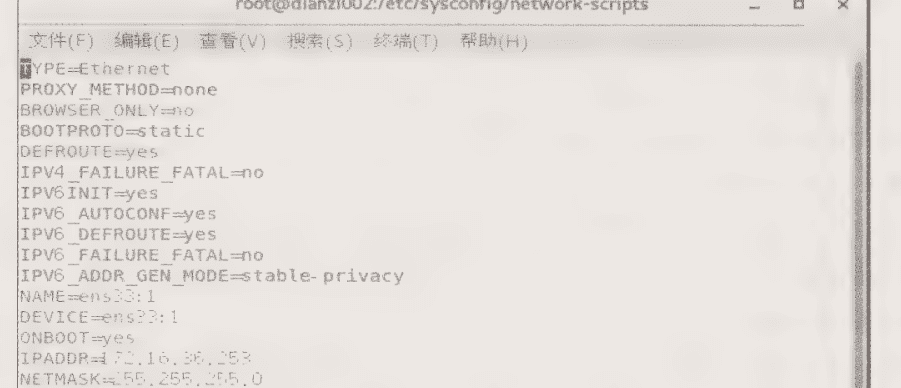 root@dianzi002:/etc/sysconfig/network-scripts
文件(F) 编辑(E) 查看(V) 搜索(S) 终端(T) 帮助(H)
TYPE=Ethernet
PROXY_METHOD=none
BROWSER_ONLY=no
BOOTPROTO=static
DEFROUTE=yes
IPV4_FAILURE_FATAL=no
IPV6INIT=yes
IPV6_AUTOCONF=yes
IPV6_DEFROUTE=yes
IPV6_FAILURE_FATAL=no
IPV6_ADDR_GEN_MODE=stable-privacy
NAME=ens33:1
DEVICE=ens33:1
ONBOOT=yes
IPADDR=172.16.36.253
NETMASK=255.255.255.0